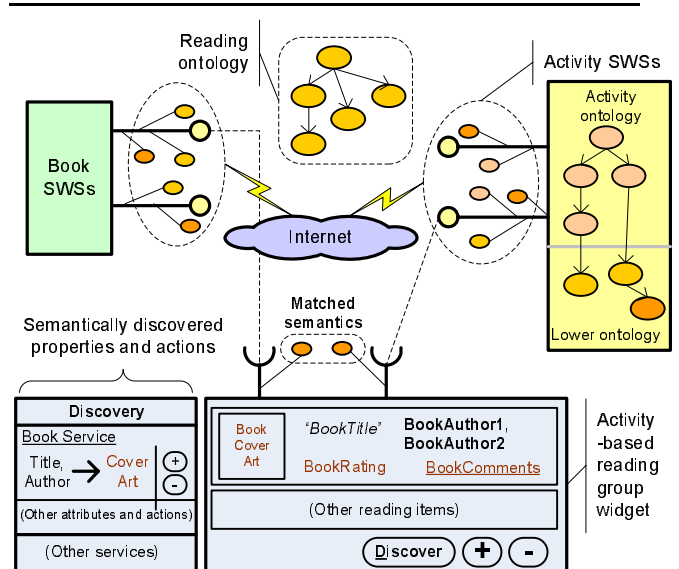 Reading
ontology
Activity SWSs
Activity
ontology
Book
SWSs
Internet
Lower ontology
Matched
semantics
Semantically discovered
properties and actions
Discovery
Book Service
Title,
Author
Cover
Art
+
-
(Other attributes and actions)
(Other services)
Book
Cover
Art
“BookTitle”
BookAuthor1,
BookAuthor2
BookRating
BookComments
(Other reading items)
Discover
+
-
Activity
-based
reading
group
widget